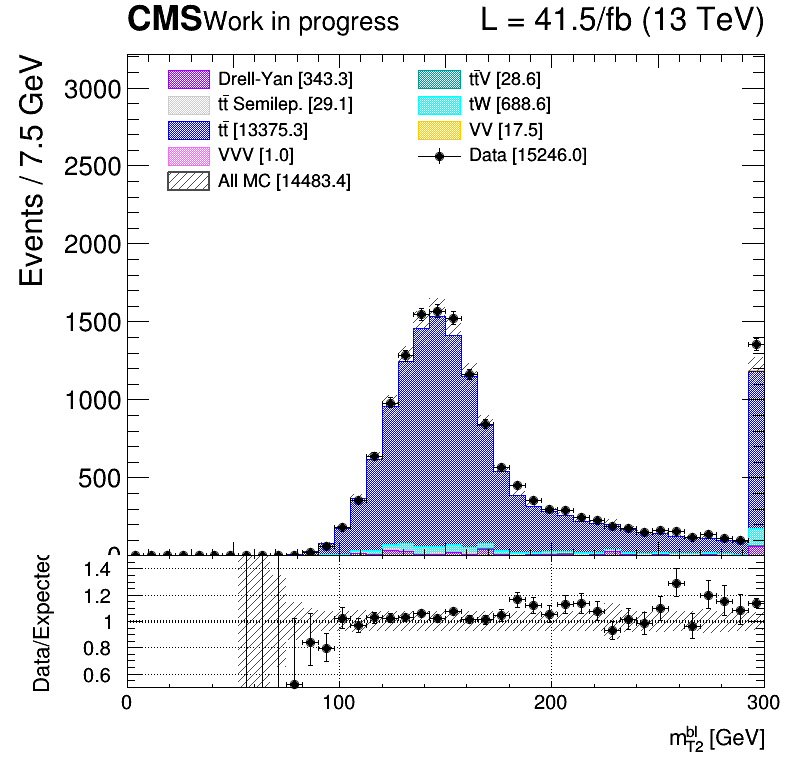 CMS Work in progress L = 41.5/fb (13 TeV)
Events / 7.5 GeV
3000
2500
2000
1500
1000
500
0
Drell-Yan [343.3]
tt̄ Semilep. [29.1]
tt̄ [13375.3]
VVV [1.0]
All MC [14483.4]
tt̄V [28.6]
tW [688.6]
VV [17.5]
Data [15246.0]
Data/Expected
1.4
1.2
1
0.8
0.6
0 100 200 300
m_{T2}^{bl} [GeV]